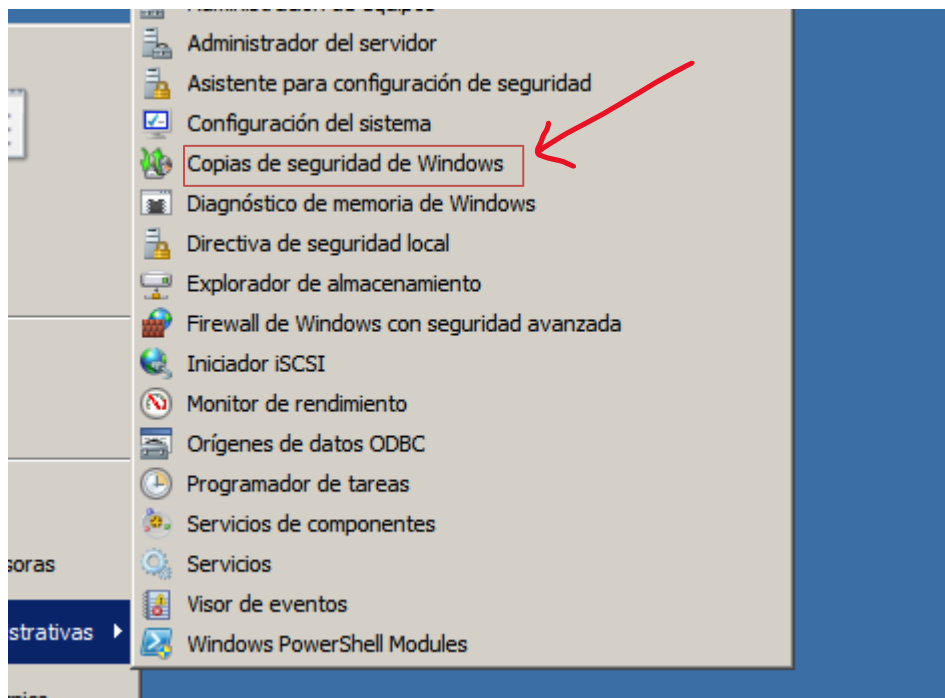 Administrador del servidor
Asistente para configuración de seguridad
Configuración del sistema
Copias de seguridad de Windows
Diagnóstico de memoria de Windows
Directiva de seguridad local
Explorador de almacenamiento
Firewall de Windows con seguridad avanzada
Iniciador iSCSI
Monitor de rendimiento
Orígenes de datos ODBC
Programador de tareas
Servicios de componentes
soras
Servicios
Visor de eventos
strativas
Windows PowerShell Modules